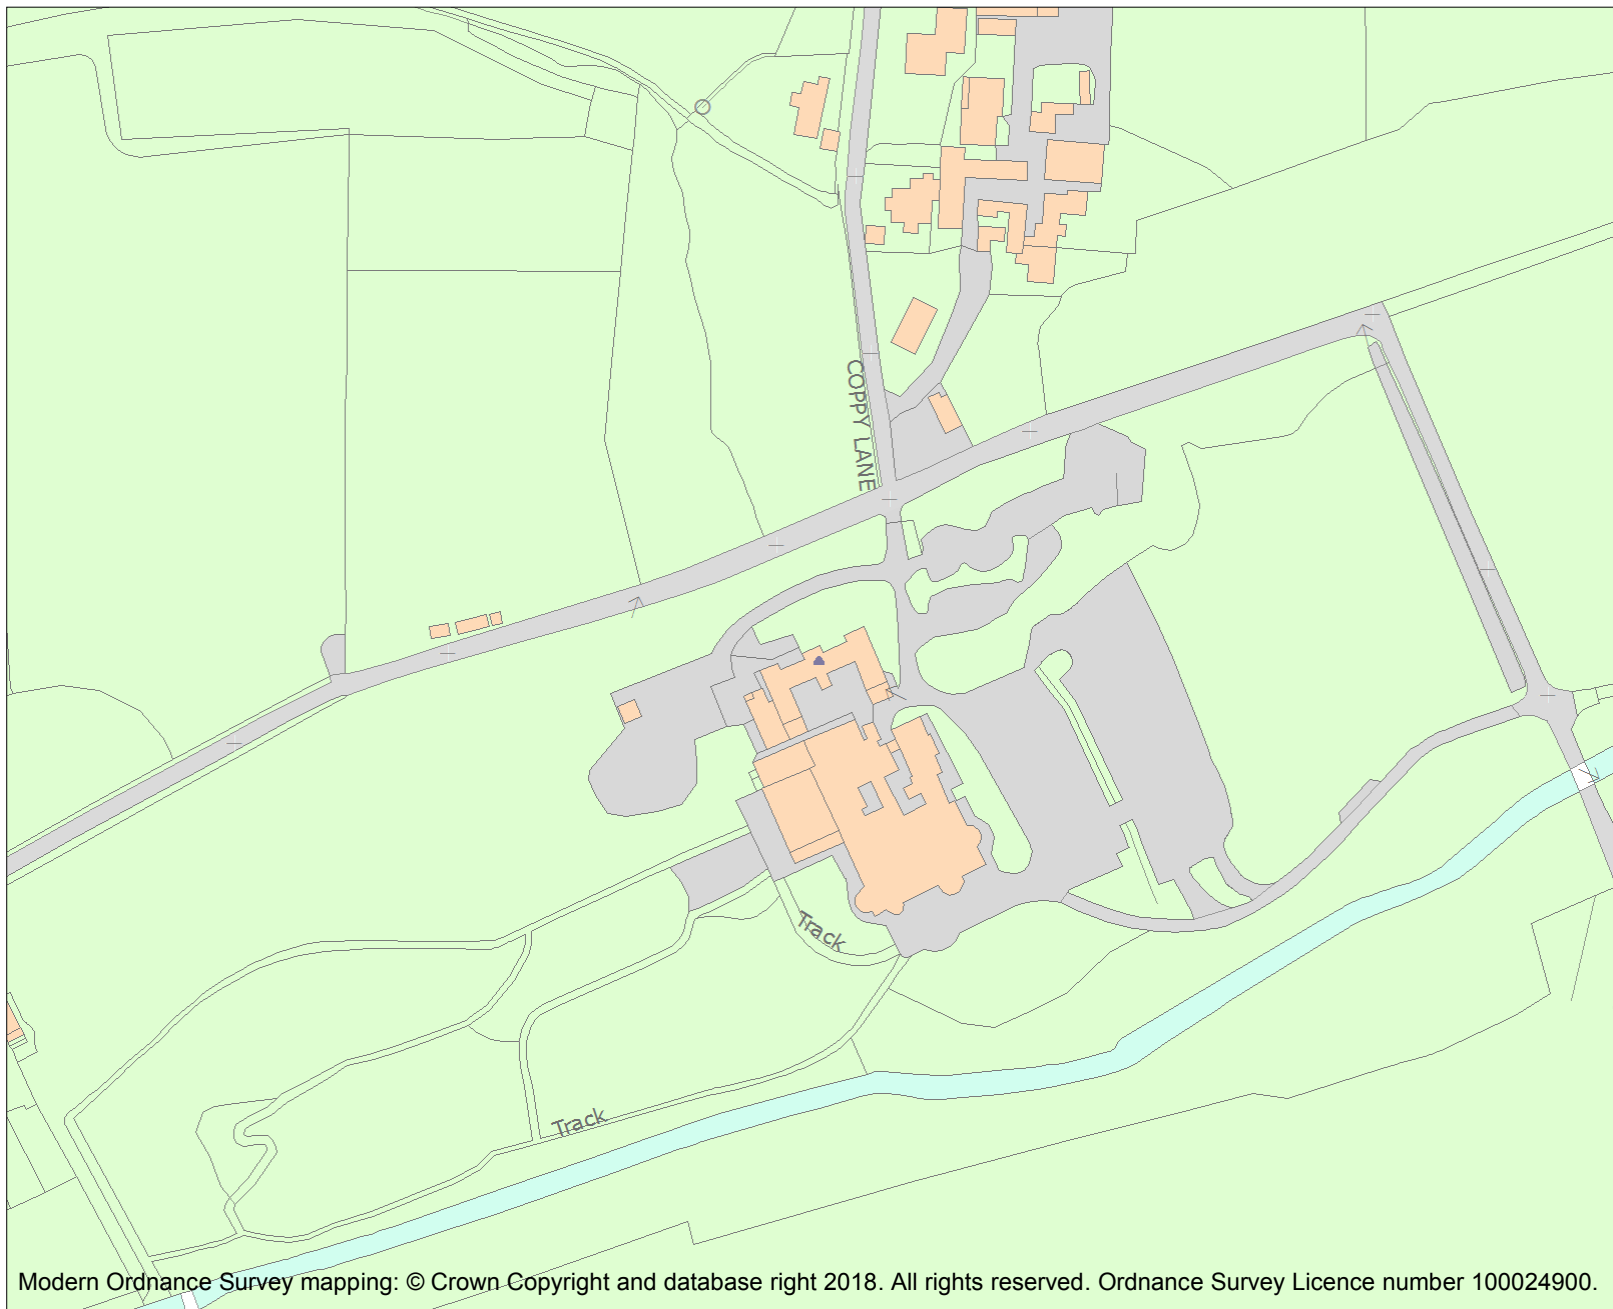 COPPY LANE
Track
Track
Modern Ordnance Survey mapping: © Crown Copyright and database right 2018. All rights reserved. Ordnance Survey Licence number 100024900.